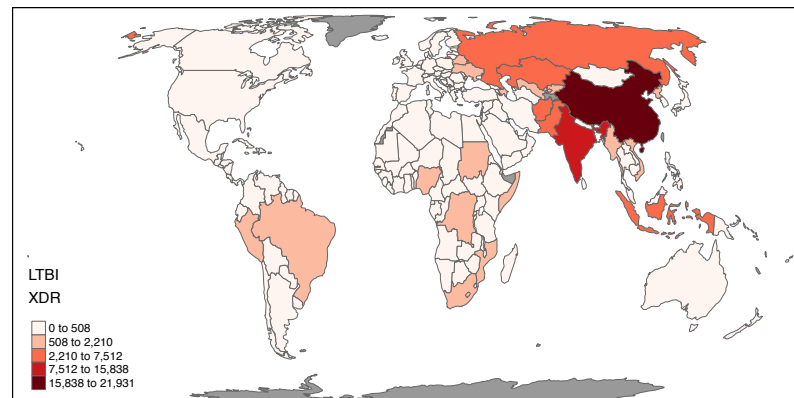 LTBI
XDR
0 to 508
508 to 2,210
2,210 to 7,512
7,512 to 15,838
15,838 to 21,931